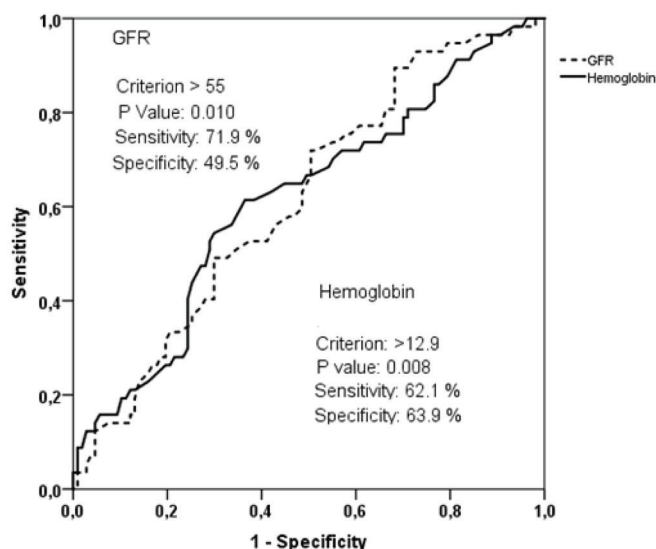 GFR
Criterion > 55
P Value: 0.010
Sensitivity: 71.9 %
Specificity: 49.5 %
Hemoglobin
Criterion: >12.9
P value: 0.008
Sensitivity: 62.1 %
Specificity: 63.9 %
GFR
Hemoglobin
Sensitivity
1,0
0,8
0,6
0,4
0,2
0,0
0,0 0,2 0,4 0,6 0,8 1,0
1 - Specificity